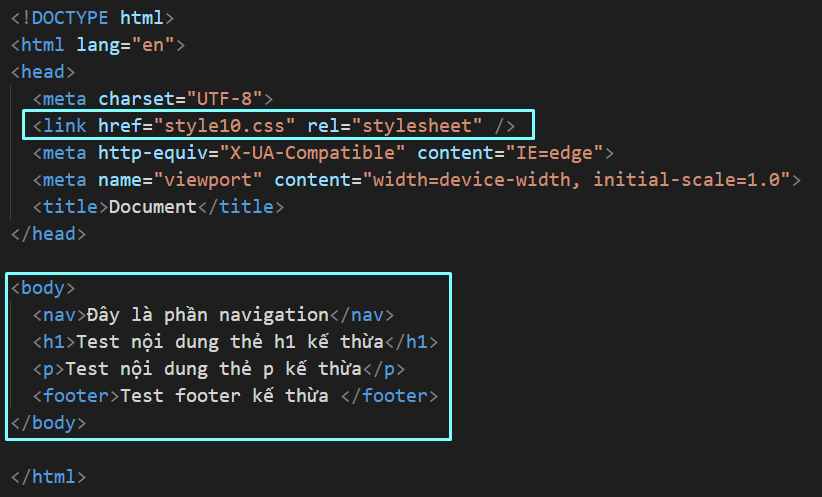 <!DOCTYPE html>
<html lang="en">
<head>
<meta charset="UTF-8">
<link href="style10.css" rel="stylesheet" />
<meta http-equiv="X-UA-Compatible" content="IE=edge">
<meta name="viewport" content="width=device-width, initial-scale=1.0">
<title>Document</title>
</head>
<body>
<nav>Đây là phần navigation</nav>
<h1>Test nội dung thẻ h1 kế thừa</h1>
<p>Test nội dung thẻ p kế thừa</p>
<footer>Test footer kế thừa </footer>
</body>
</html>